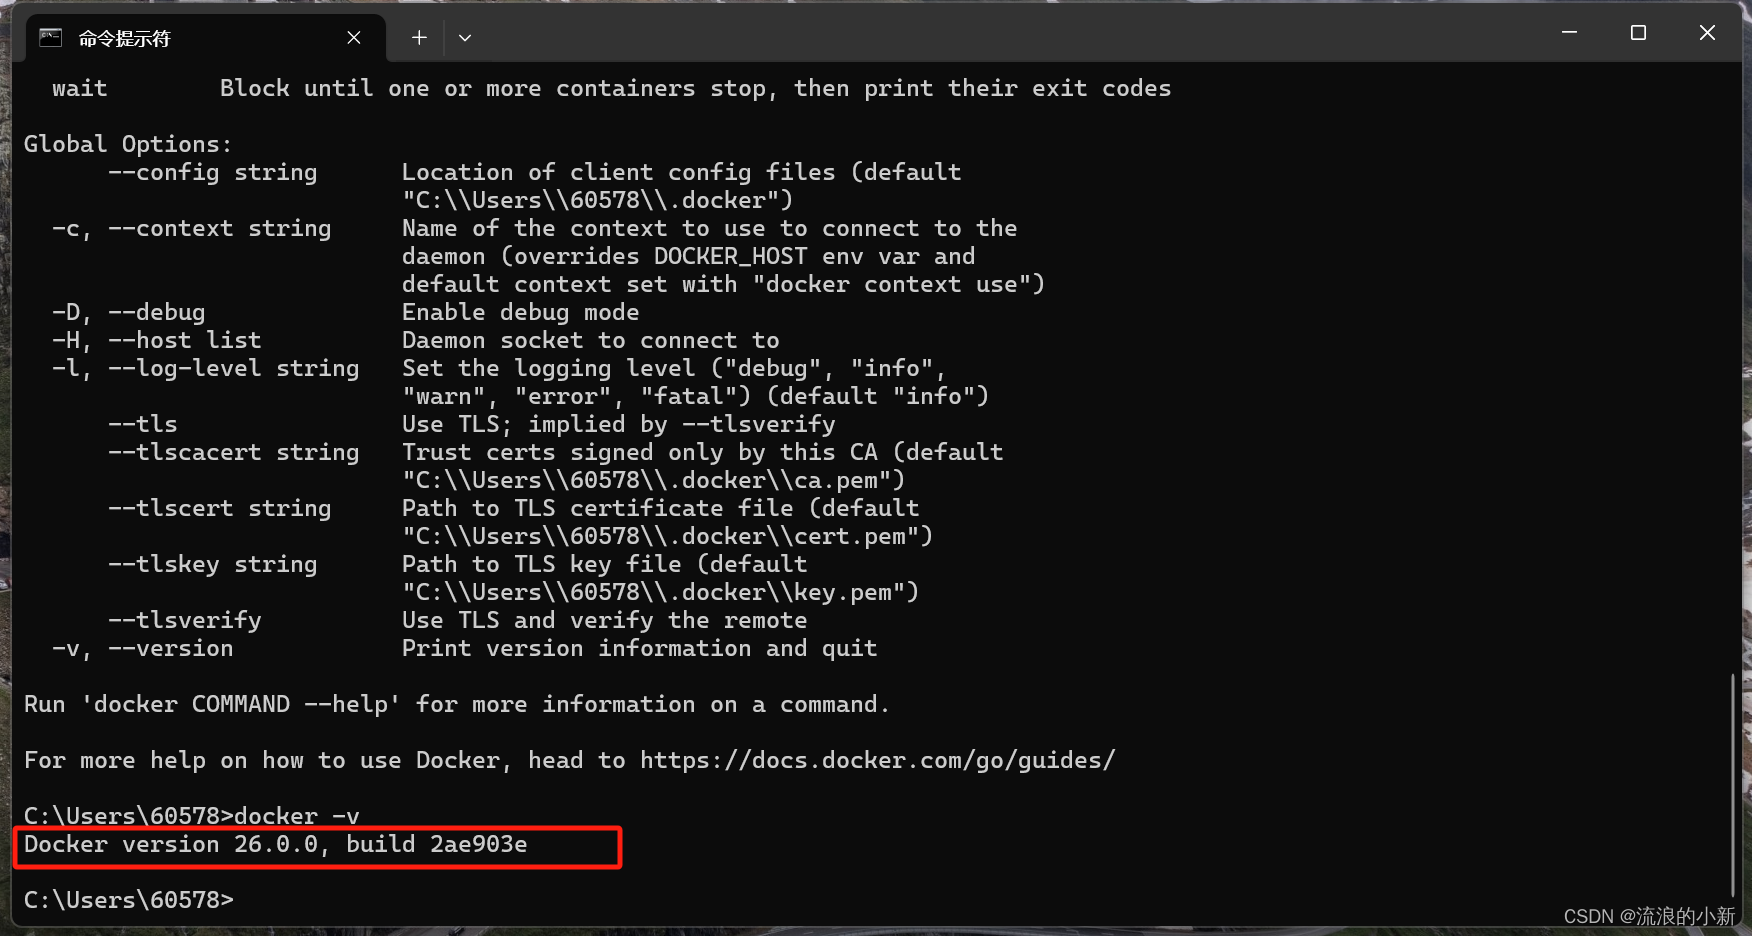 命令提示符
wait Block until one or more containers stop, then print their exit codes
Global Options:
--config string Location of client config files (default
"C:\\Users\\60578\\.docker")
-c, --context string Name of the context to use to connect to the
daemon (overrides DOCKER_HOST env var and
default context set with "docker context use")
-D, --debug Enable debug mode
-H, --host list Daemon socket to connect to
-l, --log-level string Set the logging level ("debug", "info",
"warn", "error", "fatal") (default "info")
--tls Use TLS; implied by --tlsverify
--tlscacert string Trust certs signed only by this CA (default
"C:\\Users\\60578\\.docker\\ca.pem")
--tlscert string Path to TLS certificate file (default
"C:\\Users\\60578\\.docker\\cert.pem")
--tlskey string Path to TLS key file (default
"C:\\Users\\60578\\.docker\\key.pem")
--tlsverify Use TLS and verify the remote
-v, --version Print version information and quit
Run 'docker COMMAND --help' for more information on a command.
For more help on how to use Docker, head to https://docs.docker.com/go/guides/
C:\Users\60578>docker -v
Docker version 26.0.0, build 2ae903e
C:\Users\60578>
CSDN @流浪的小新